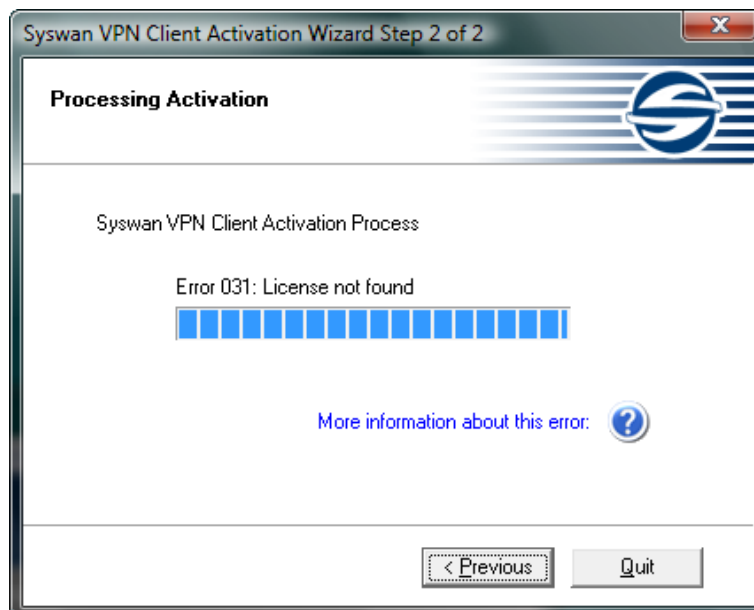 Syswan VPN Client Activation Wizard Step 2 of 2
Processing Activation
Syswan VPN Client Activation Process
Error 031: License not found
More information about this error:
< Previous
Quit